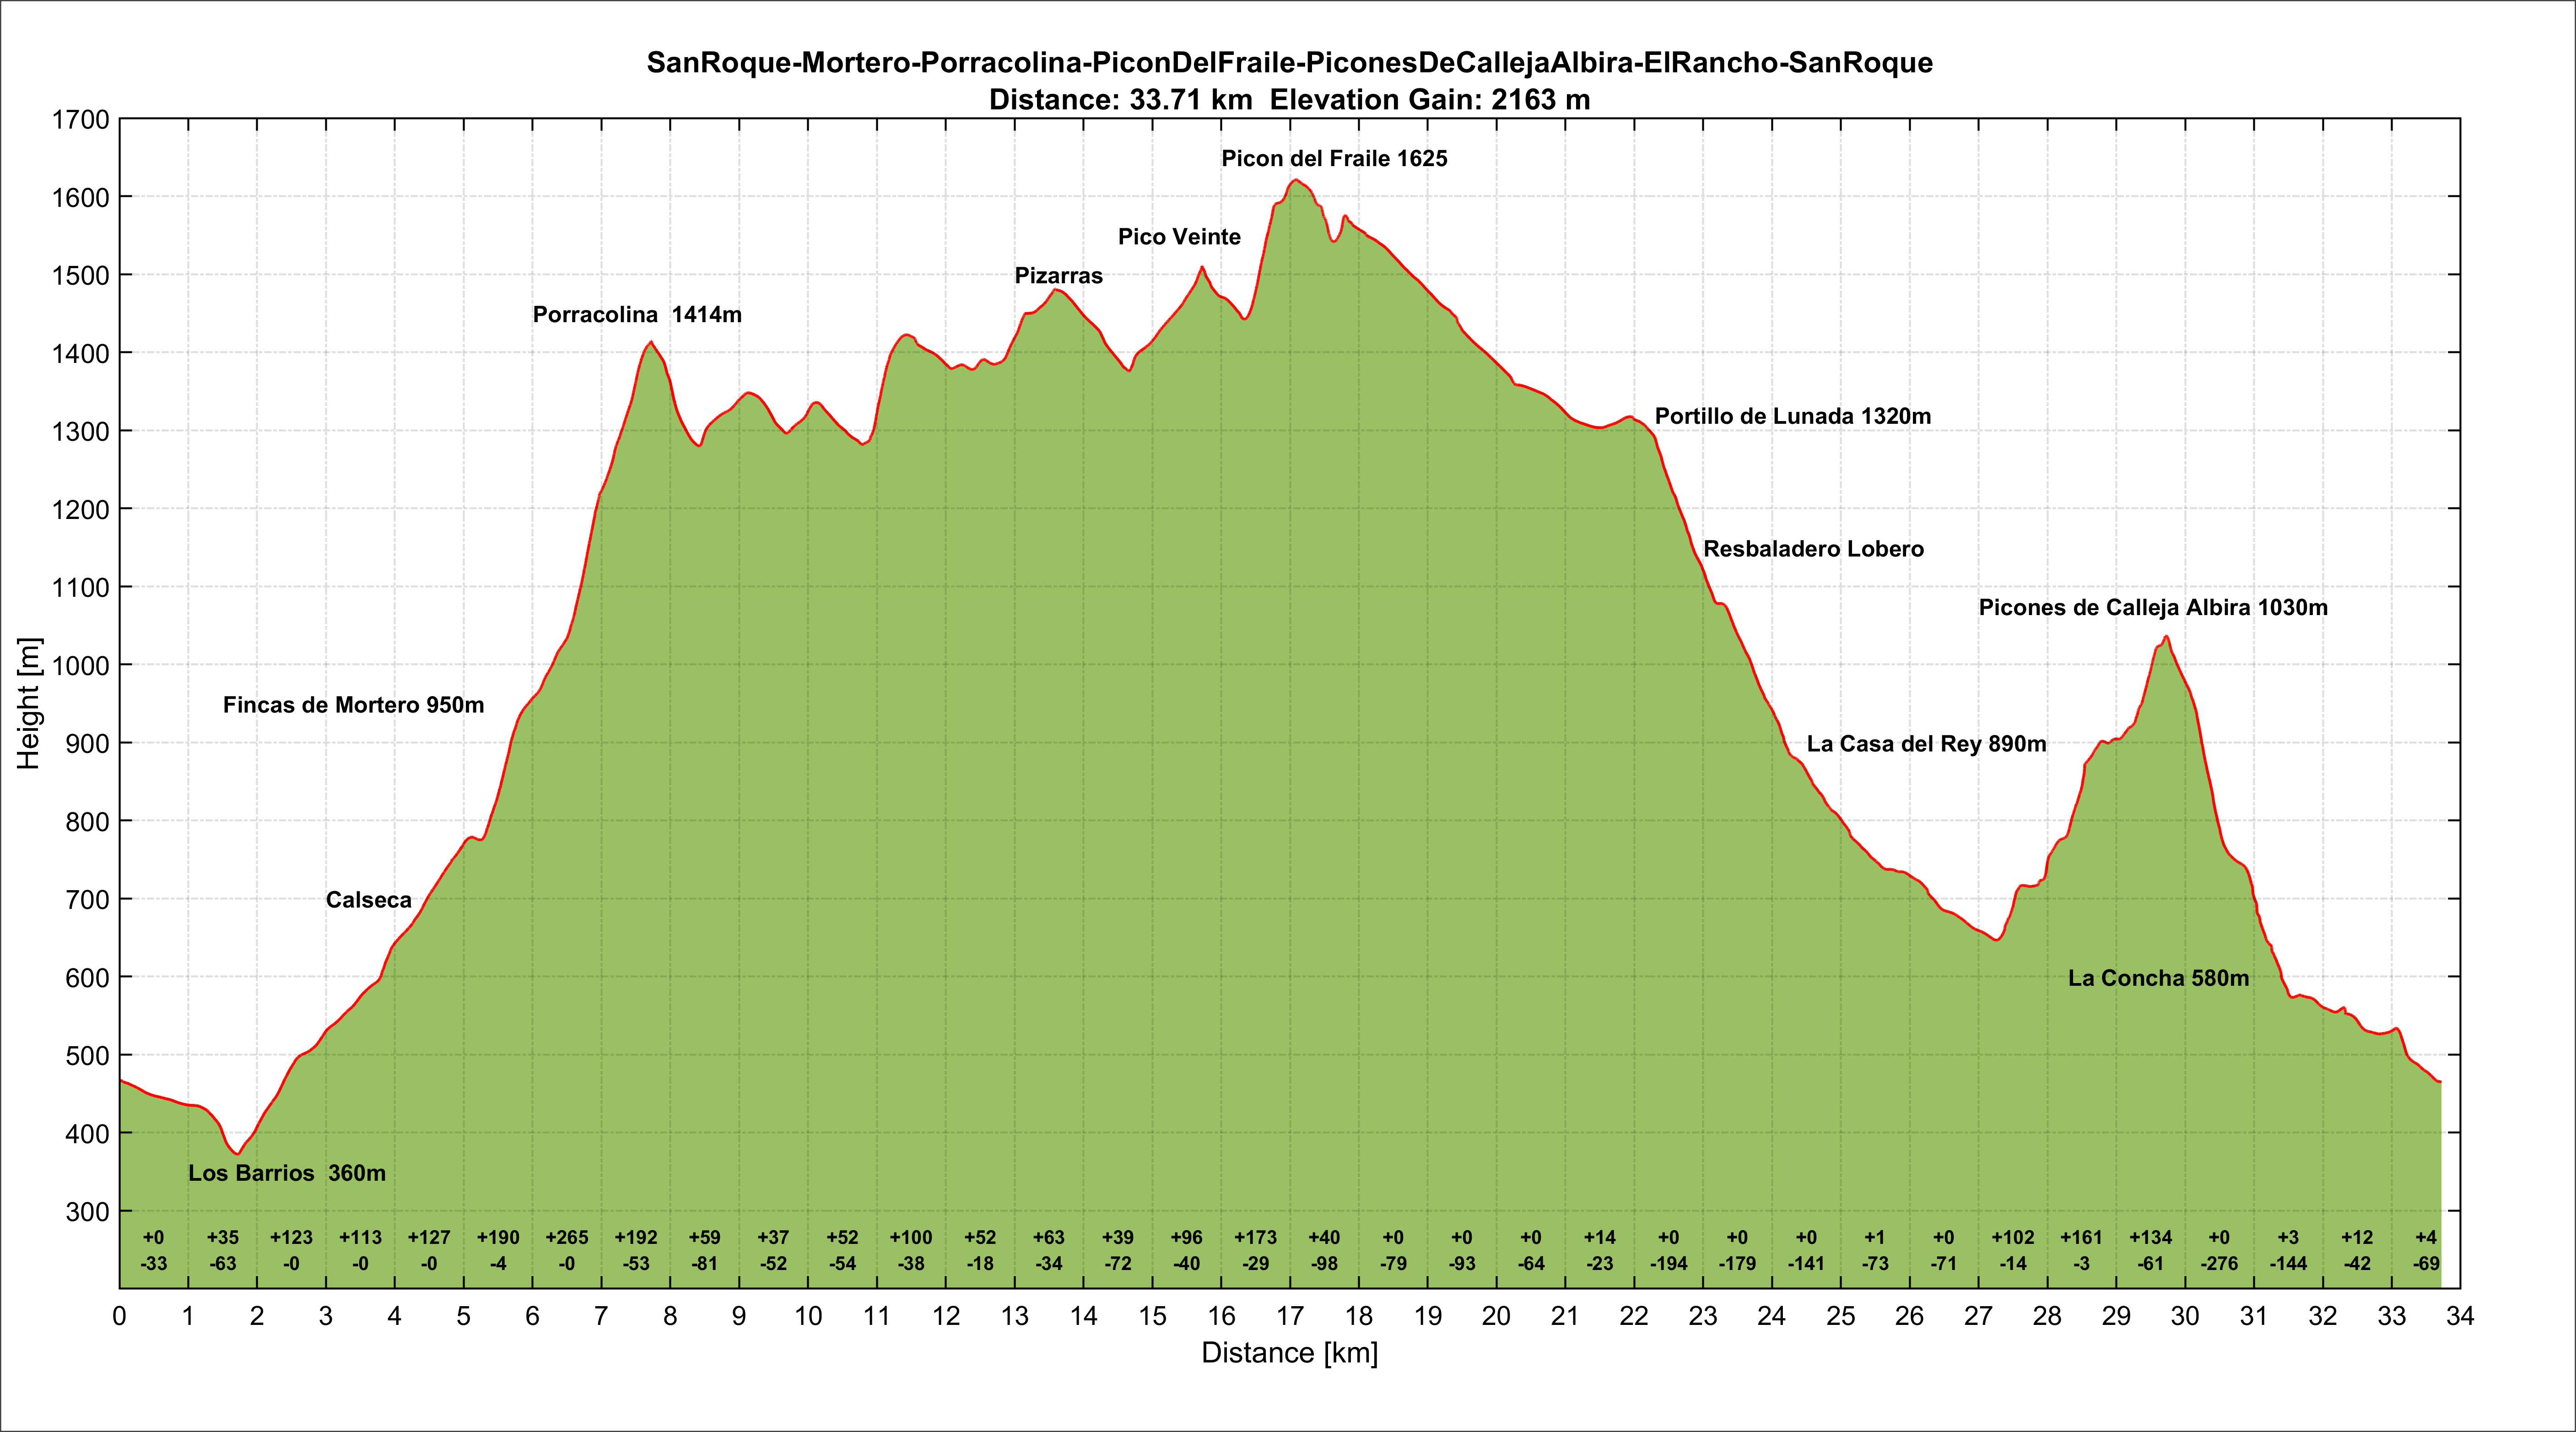 SanRoque-Mortero-Porracolina-PiconDelFraile-PiconesDeCallejaAlbira-ElRancho-SanRoque
Distance: 33.71 km  Elevation Gain: 2163 m
1700
1600
1500
1400
1300
1200
1100
1000
900
800
700
600
500
400
300
Height [m]
Picon del Fraile 1625
Pico Veinte
Pizarras
Porracolina  1414m
Portillo de Lunada 1320m
Resbaladero Lobero
Picones de Calleja Albira 1030m
Fincas de Mortero 950m
La Casa del Rey 890m
Calseca
La Concha 580m
Los Barrios  360m
+0 +35 +123 +113 +127 +190 +265 +192 +59 +37 +52 +100 +52 +63 +39 +96 +173 +40 +0 +0 +0 +14 +0 +0 +0 +1 +0 +102 +161 +134 +0 +3 +12 +4
-33 -63 -0 -0 -0 -4 -0 -53 -81 -52 -54 -38 -18 -34 -72 -40 -29 -98 -79 -93 -64 -23 -194 -179 -141 -73 -71 -14 -3 -61 -276 -144 -42 -69
0 1 2 3 4 5 6 7 8 9 10 11 12 13 14 15 16 17 18 19 20 21 22 23 24 25 26 27 28 29 30 31 32 33 34
Distance [km]